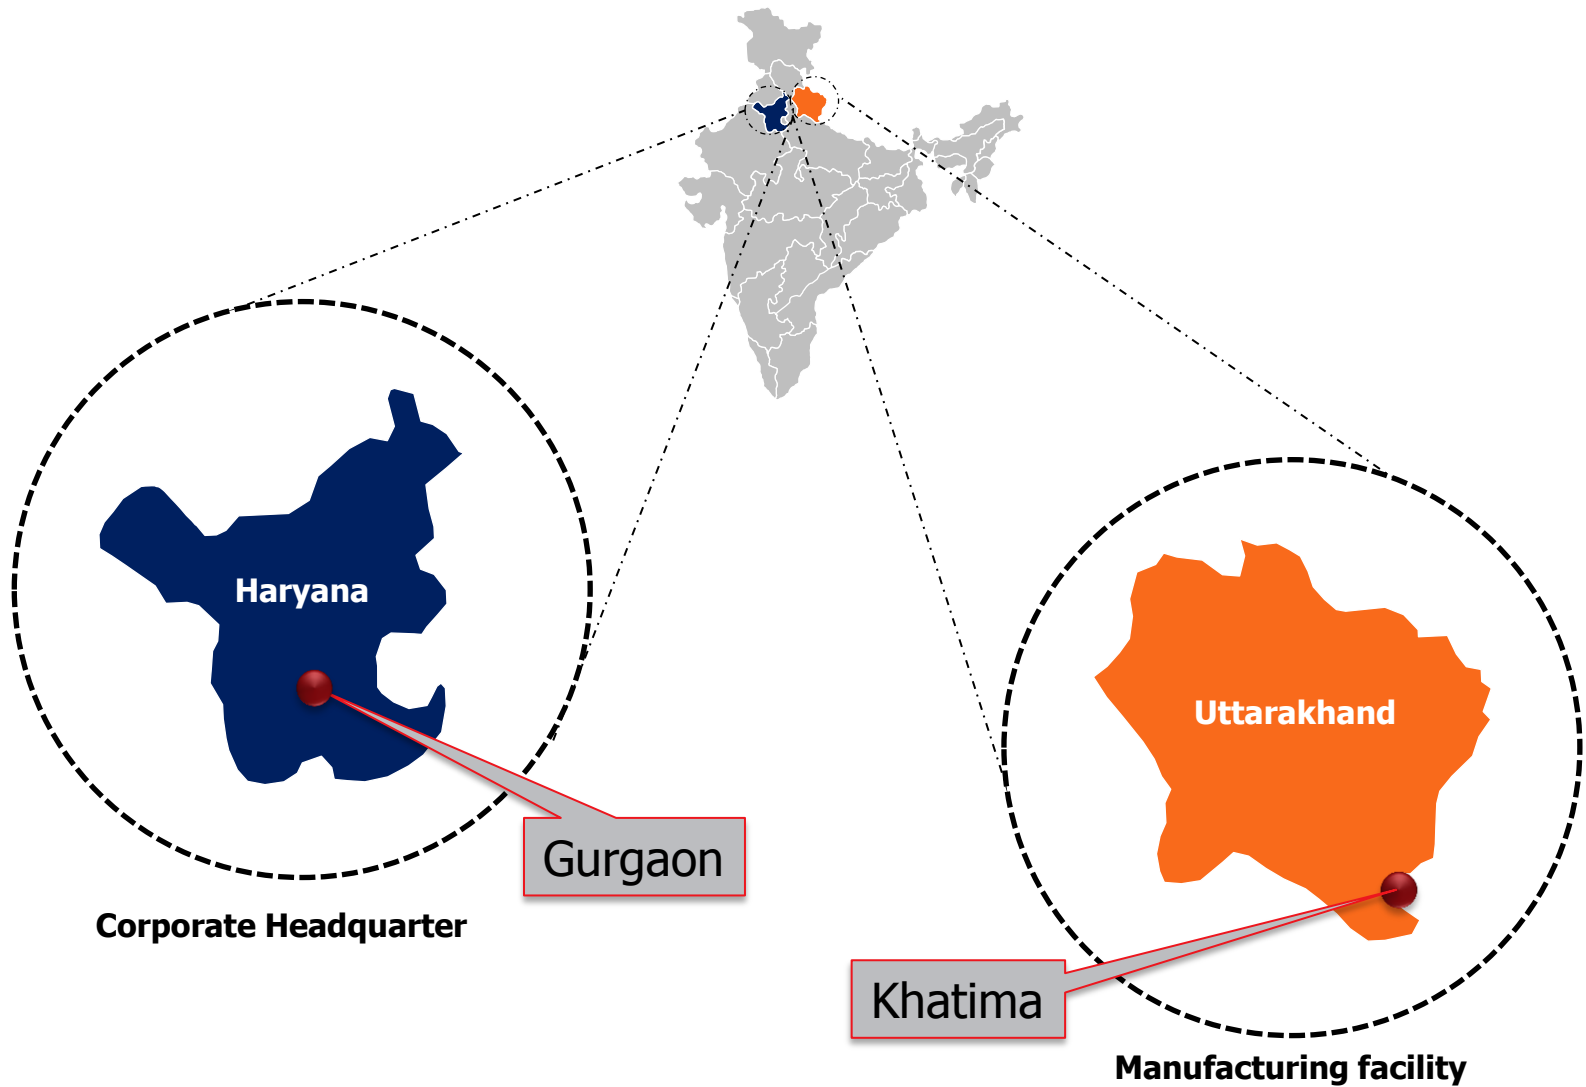 Haryana
Gurgaon
Corporate Headquarter
Uttarakhand
Khatima
Manufacturing facility